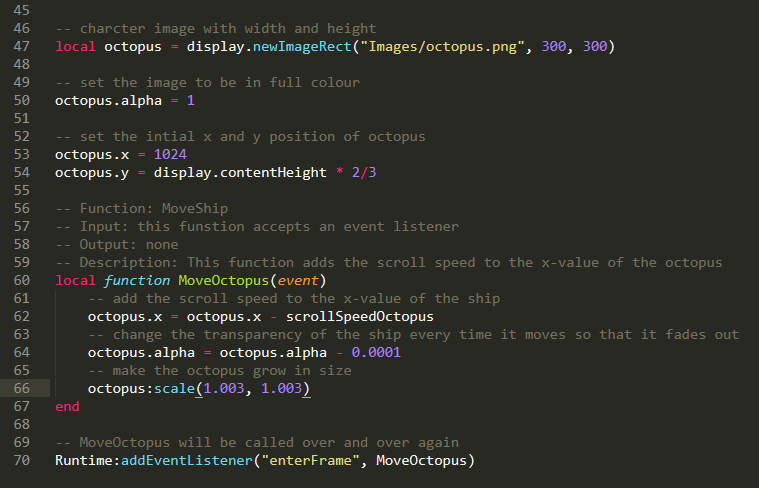 45
46 -- charcter image with width and height
47 local octopus = display.newImageRect("Images/octopus.png", 300, 300)
48
49 -- set the image to be in full colour
50 octopus.alpha = 1
51
52 -- set the intial x and y position of octopus
53 octopus.x = 1024
54 octopus.y = display.contentHeight * 2/3
55
56 -- Function: MoveShip
57 -- Input: this funstion accepts an event listener
58 -- Output: none
59 -- Description: This function adds the scroll speed to the x-value of the octopus
60 local function MoveOctopus(event)
61     -- add the scroll speed to the x-value of the ship
62     octopus.x = octopus.x - scrollSpeedOctopus
63     -- change the transparency of the ship every time it moves so that it fades out
64     octopus.alpha = octopus.alpha - 0.0001
65     -- make the octopus grow in size
66     octopus:scale(1.003, 1.003)
67 end
68
69 -- MoveOctopus will be called over and over again
70 Runtime:addEventListener("enterFrame", MoveOctopus)